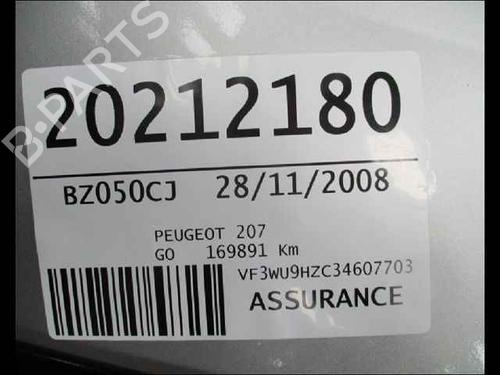 B-PARTS
20212180
BZ050CJ 28/11/2008
PEUGEOT 207
GO 169891 Km
VF3WU9HZC34607703
ASSURANCE